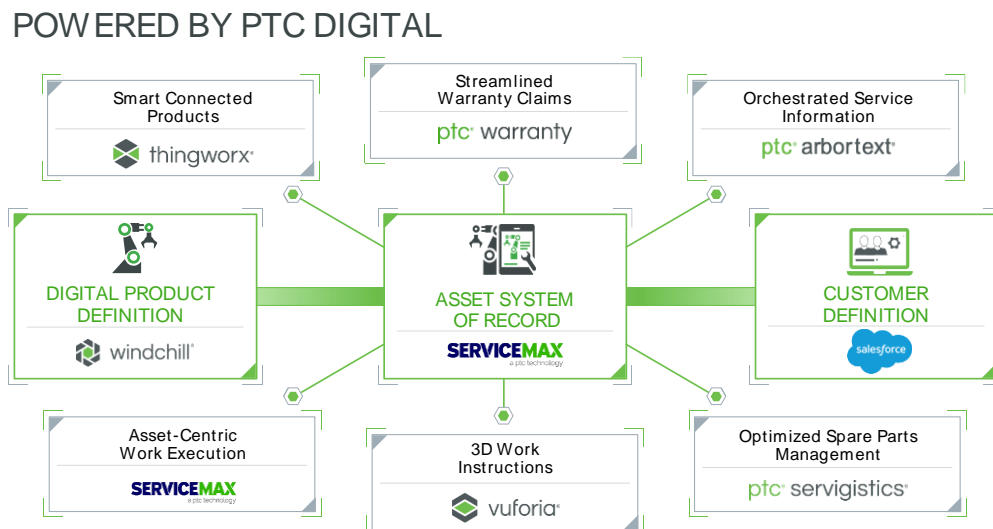 POWERED BY PTC DIGITAL
Smart Connected
Products
thingworx
Streamlined
Warranty Claims
ptc warranty
Orchestrated Service
Information
ptc arbortext
DIGITAL PRODUCT
DEFINITION
windchill
ASSET SYSTEM
OF RECORD
SERVICEMAX
a ptc technology
CUSTOMER
DEFINITION
salesforce
Asset-Centric
Work Execution
SERVICEMAX
a ptc technology
3D Work
Instructions
vuforia
Optimized Spare Parts
Management
ptc servigistics